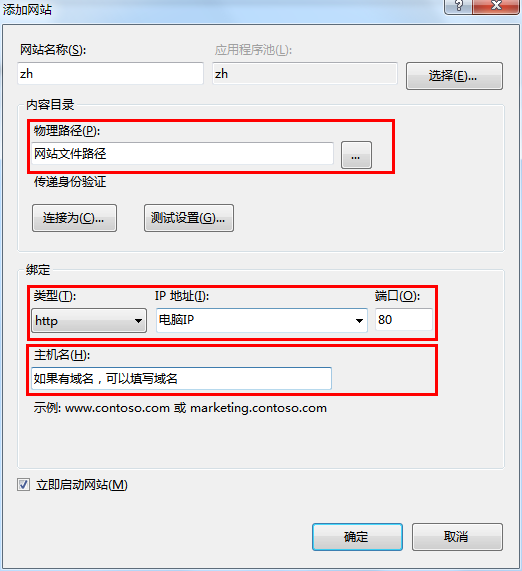 添加网站
网站名称(S):
应用程序池(L):
zh
zh
选择(E)...
内容目录
物理路径(P):
网站文件路径
...
传递身份验证
连接为(C)...
测试设置(G)...
绑定
类型(T):
IP 地址(I):
端口(O):
http
电脑IP
80
主机名(H):
如果有域名，可以填写域名
示例: www.contoso.com 或 marketing.contoso.com
立即启动网站(M)
确定
取消